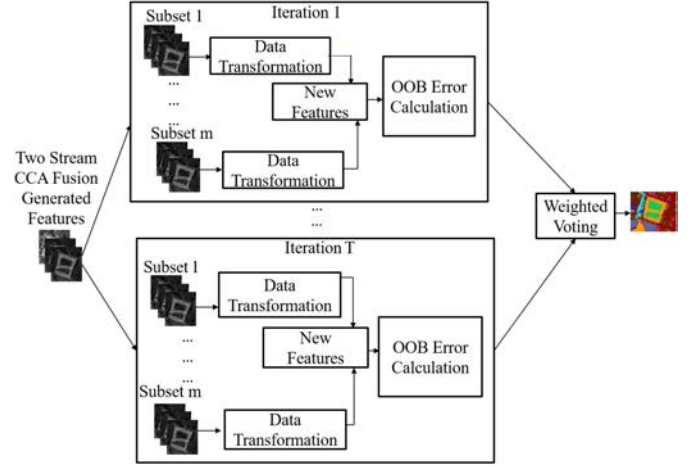 Iteration 1
Subset 1
Data
Transformation
...
...
New
Features
OOB Error
Calculation
Subset m
Data
Transformation
Two Stream
CCA Fusion
Generated
Features
...
...
Weighted
Voting
Iteration T
Subset 1
Data
Transformation
...
...
...
New
Features
OOB Error
Calculation
Subset m
Data
Transformation